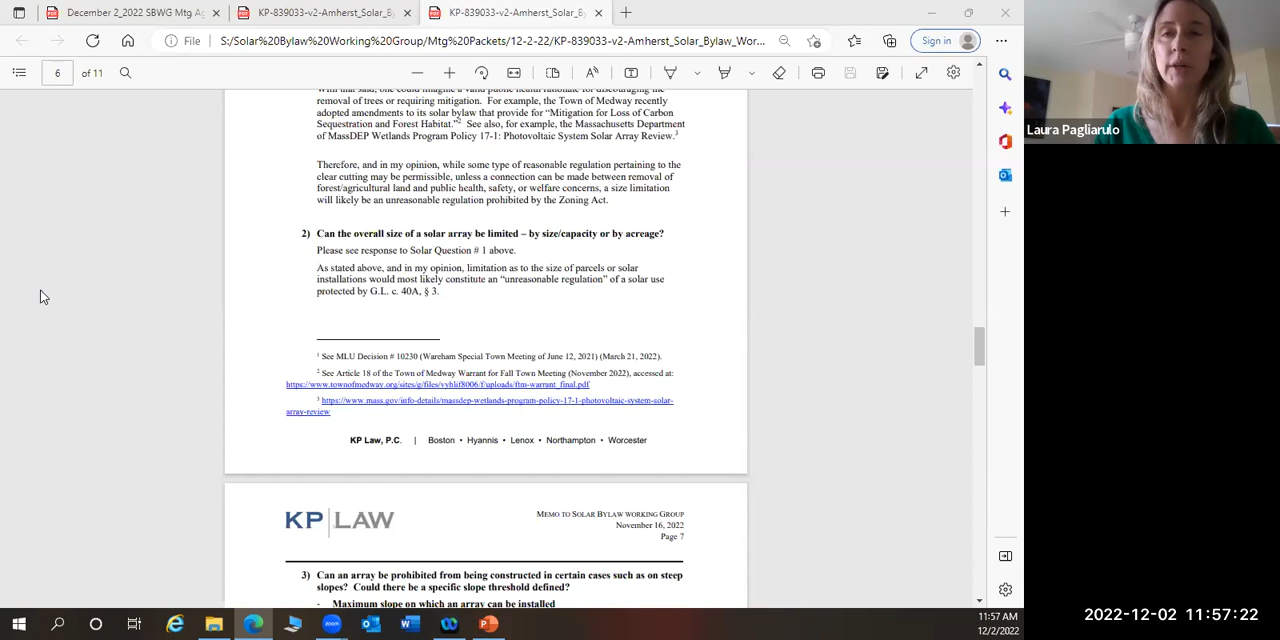 December 2_2022 SBWG Mtg Ag
KP-839033-v2-Amherst_Solar_By
KP-839033-v2-Amherst_Solar_By
File
S:/Solar%20Bylaw%20Working%20Group/Mtg%20Packets/12-2-22/KP-839033-v2-Amherst_Solar_Bylaw_Wor...
Sign in
6 of 11
With that said, one could imagine a valid public health rationale for discouraging the
removal of trees or requiring mitigation. For example, the Town of Medway recently
adopted amendments to its solar bylaw that provide for “Mitigation for Loss of Carbon
Sequestration and Forest Habitat.”2 See also, for example, the Massachusetts Department
of MassDEP Wetlands Program Policy 17-1: Photovoltaic System Solar Array Review.3
Therefore, and in my opinion, while some type of reasonable regulation pertaining to the
clear cutting may be permissible, unless a connection can be made between removal of
forest/agricultural land and public health, safety, or welfare concerns, a size limitation
will likely be an unreasonable regulation prohibited by the Zoning Act.
2) Can the overall size of a solar array be limited – by size/capacity or by acreage?
Please see response to Solar Question # 1 above.
As stated above, and in my opinion, limitation as to the size of parcels or solar
installations would most likely constitute an “unreasonable regulation” of a solar use
protected by G.L. c. 40A, § 3.
1 See MLU Decision # 10230 (Wareham Special Town Meeting of June 12, 2021) (March 21, 2022).
2 See Article 18 of the Town of Medway Warrant for Fall Town Meeting (November 2022), accessed at:
https://www.townofmedway.org/sites/g/files/vyhlif8006/f/uploads/ftm-warrant_final.pdf
3 https://www.mass.gov/info-details/massdep-wetlands-program-policy-17-1-photovoltaic-system-solar-
array-review
KP Law, P.C. | Boston • Hyannis • Lenox • Northampton • Worcester
KP | LAW
MEMO TO SOLAR BYLAW WORKING GROUP
November 16, 2022
Page 7
3) Can an array be prohibited from being constructed in certain cases such as on steep
slopes? Could there be a specific slope threshold defined?
- Maximum slope on which an array can be installed
Laura Pagliarulo
11:57 AM
12/2/2022
2022-12-02 11:57:22